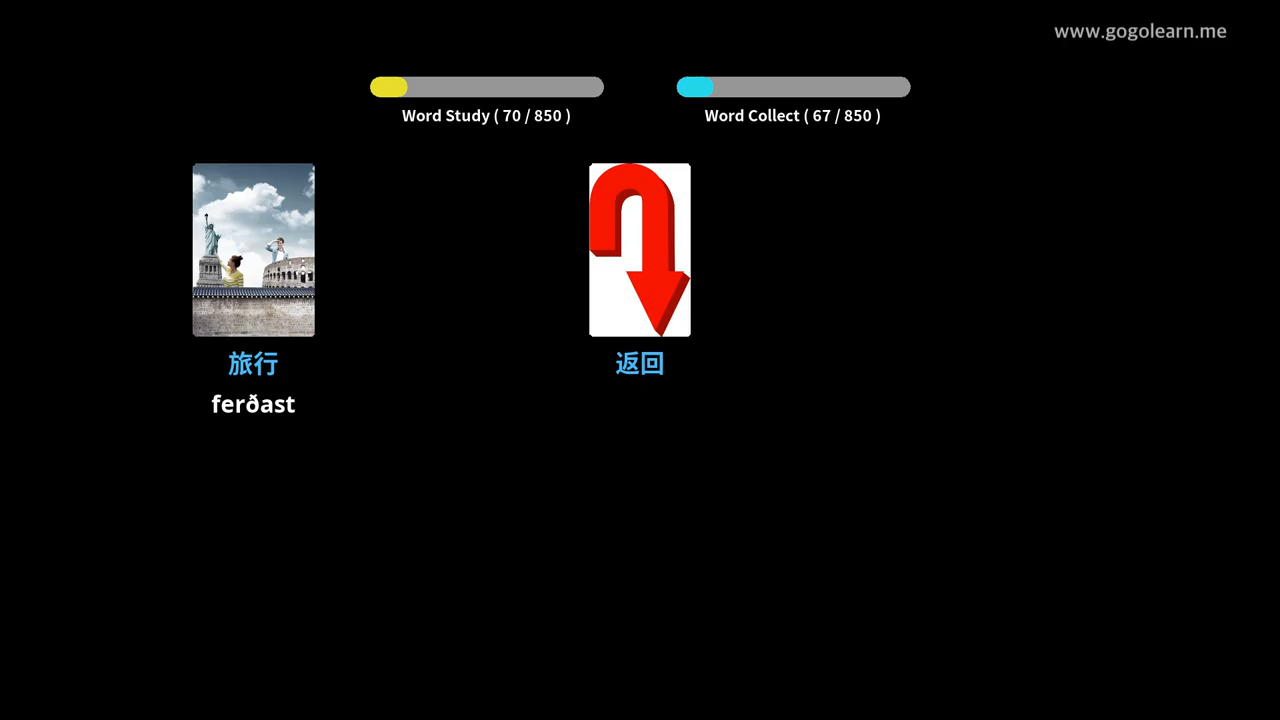 www.gogolearn.me
Word Study ( 70 / 850 )
Word Collect ( 67 / 850 )
旅行
返回
ferðast